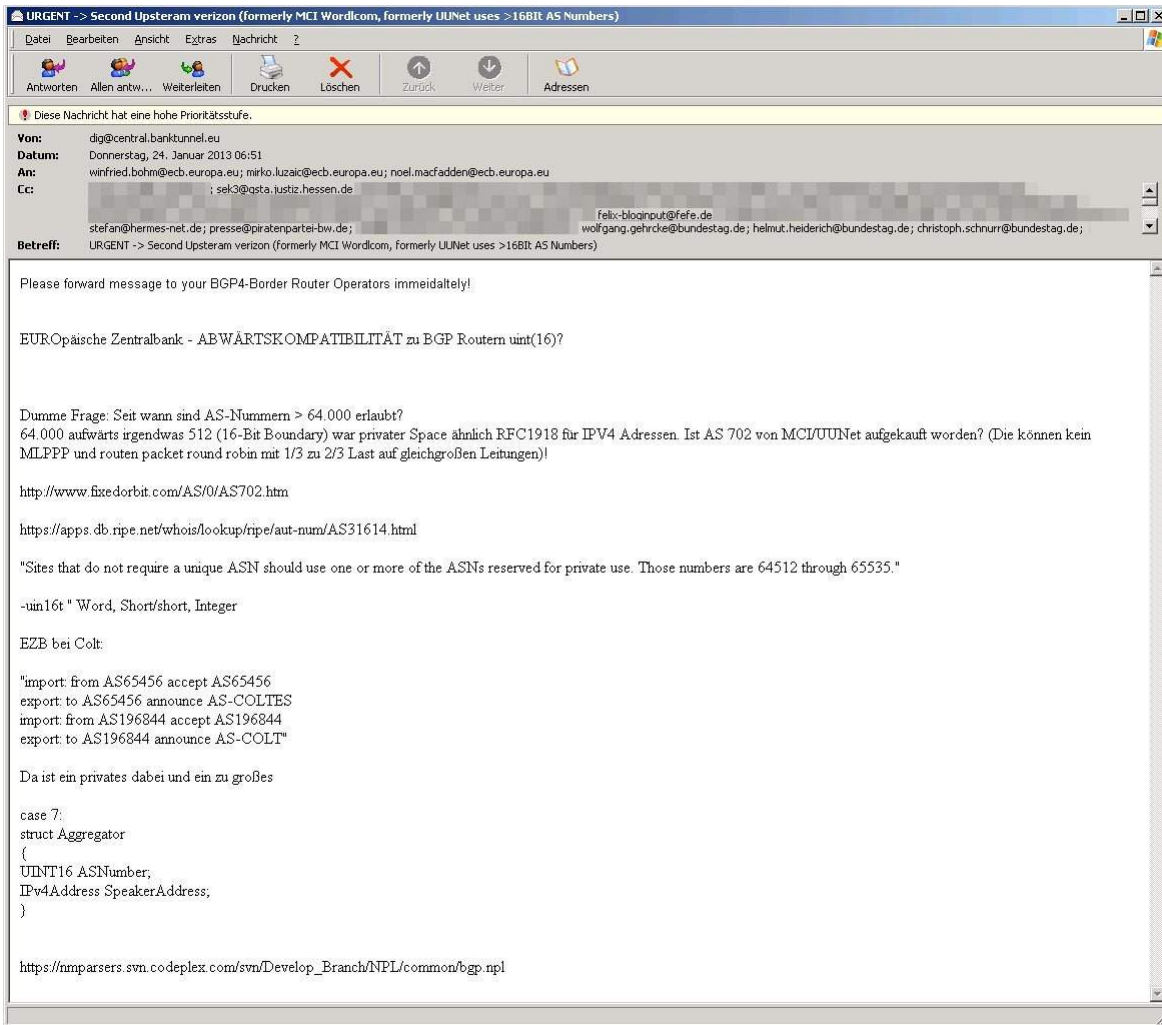 URGENT -> Second Upsteram verizon (formerly MCI Wordlcom, formerly UUNet uses >16BIt AS Numbers)
Datei Bearbeiten Ansicht Extras Nachricht ?
Antworten Allen antw... Weiterleiten Drucken Löschen Zurück Weiter Adressen
Diese Nachricht hat eine hohe Prioritätsstufe.
Von: dig@central.banktunnel.eu
Datum: Donnerstag, 24. Januar 2013 06:51
An: winfried.bohm@ecb.europa.eu; mirko.luzaic@ecb.europa.eu; noel.macfadden@ecb.europa.eu
Cc: ; sek3@gsta.justiz.hessen.de
felix-bloginput@fefe.de
stefan@hermes-net.de; presse@piratenpartei-bw.de; wolfgang.gehrcke@bundestag.de; helmut.heiderich@bundestag.de; christoph.schnurr@bundestag.de;
Betreff: URGENT -> Second Upsteram verizon (formerly MCI Wordlcom, formerly UUNet uses >16BIt AS Numbers)
Please forward message to your BGP4-Border Router Operators immeidaltely!
EUROpäische Zentralbank - ABWÄRTSKOMPATIBILITÄT zu BGP Routern uint(16)?
Dumme Frage: Seit wann sind AS-Nummern > 64.000 erlaubt?
64.000 aufwärts irgendwas 512 (16-Bit Boundary) war privater Space ähnlich RFC1918 für IPV4 Adressen. Ist AS 702 von MCI/UUNet aufgekauft worden? (Die können kein
MLPPP und routen packet round robin mit 1/3 zu 2/3 Last auf gleichgroßen Leitungen)!
http://www.fixedorbit.com/AS/0/AS702.htm
https://apps.db.ripe.net/whois/lookup/ripe/aut-num/AS31614.html
"Sites that do not require a unique ASN should use one or more of the ASNs reserved for private use. Those numbers are 64512 through 65535."
-uin16t " Word, Short/short, Integer
EZB bei Colt:
"import: from AS65456 accept AS65456
export: to AS65456 announce AS-COLTES
import: from AS196844 accept AS196844
export: to AS196844 announce AS-COLT"
Da ist ein privates dabei und ein zu großes
case 7:
struct Aggregator
{
UINT16 ASNumber;
IPv4Address SpeakerAddress;
}
https://nmparsers.svn.codeplex.com/svn/Develop_Branch/NPL/common/bgp.npl